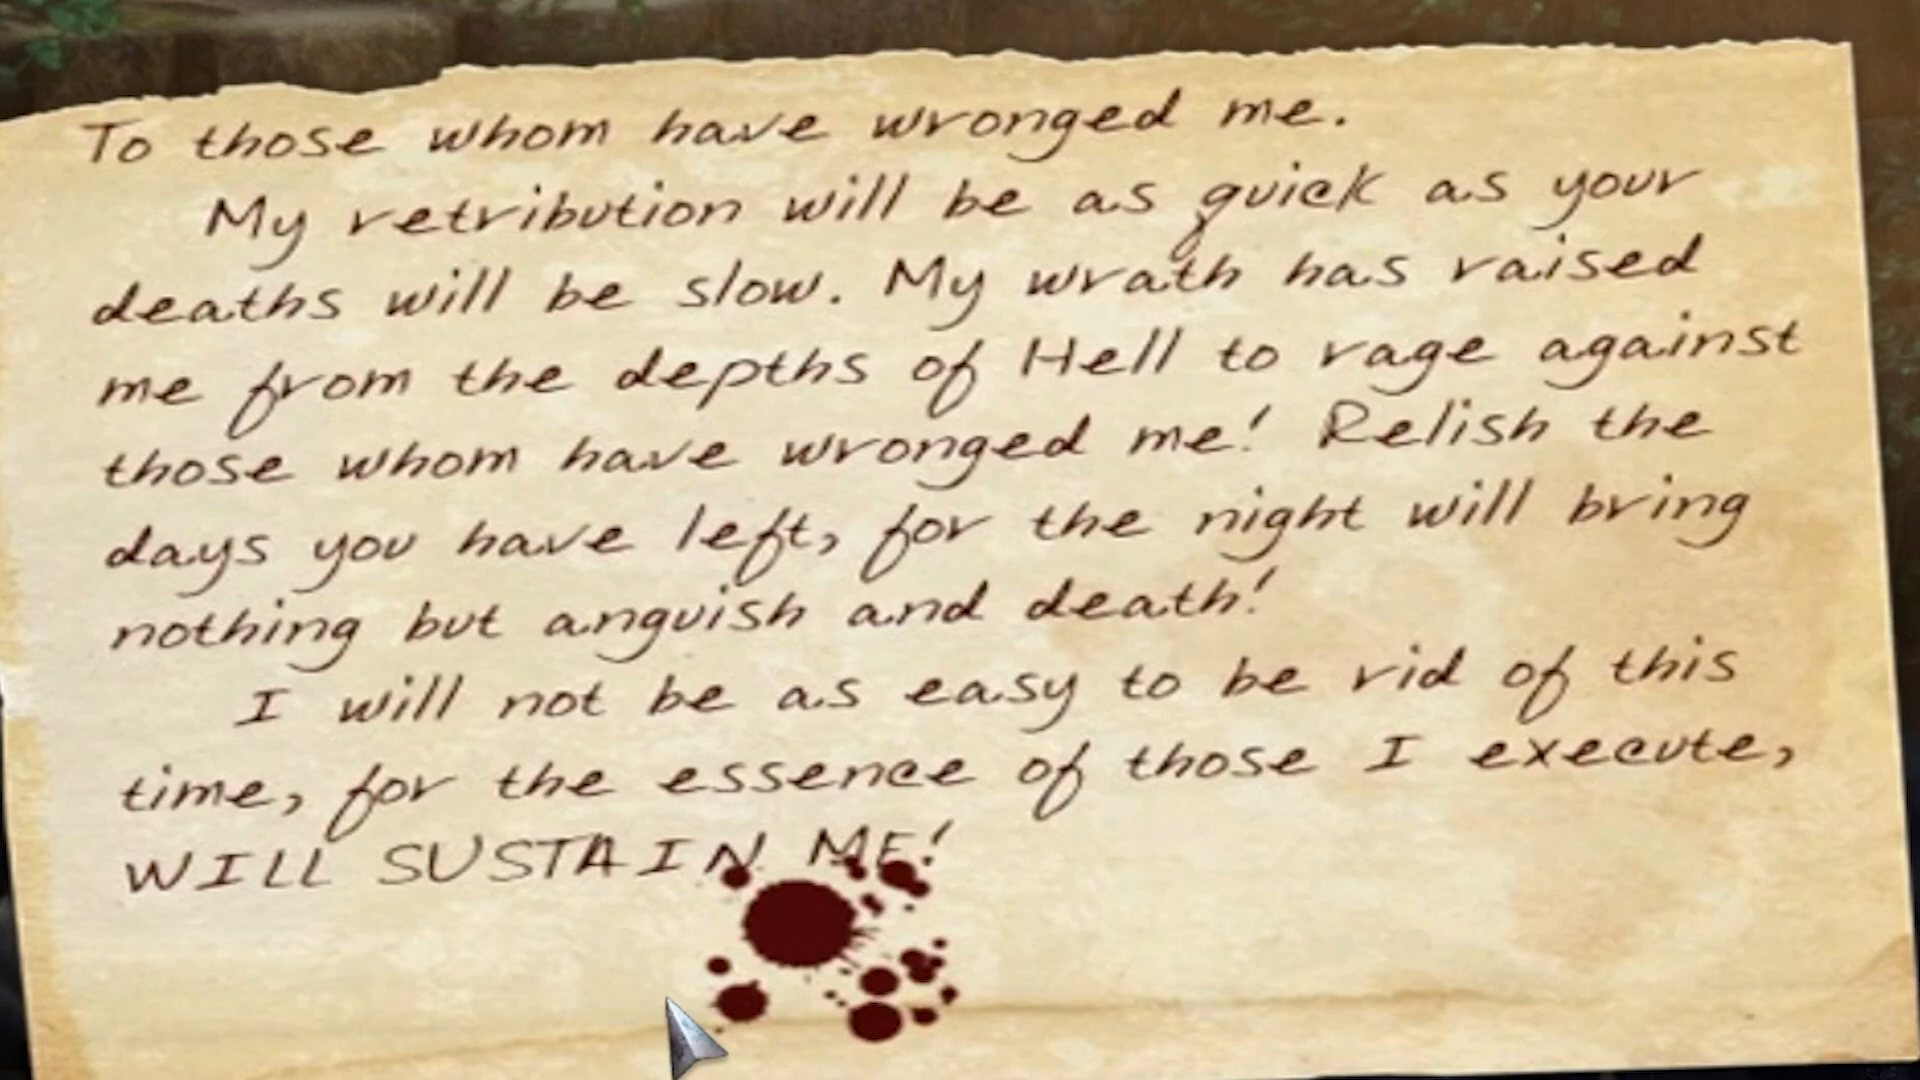 To those whom have wronged me.
My retribution will be as quick as your
deaths will be slow. My wrath has raised
me from the depths of Hell to rage against
those whom have wronged me! Relish the
days you have left, for the night will bring
nothing but anguish and death!
I will not be as easy to be rid of this
time, for the essence of those I execute,
WILL SUSTAIN ME!